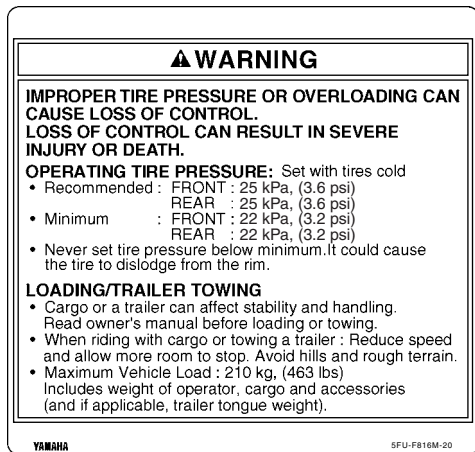 ⚠WARNING
IMPROPER TIRE PRESSURE OR OVERLOADING CAN
CAUSE LOSS OF CONTROL.
LOSS OF CONTROL CAN RESULT IN SEVERE
INJURY OR DEATH.
OPERATING TIRE PRESSURE: Set with tires cold
• Recommended : FRONT : 25 kPa, (3.6 psi)
REAR : 25 kPa, (3.6 psi)
• Minimum : FRONT : 22 kPa, (3.2 psi)
REAR : 22 kPa, (3.2 psi)
• Never set tire pressure below minimum.It could cause
the tire to dislodge from the rim.
LOADING/TRAILER TOWING
• Cargo or a trailer can affect stability and handling.
Read owner's manual before loading or towing.
• When riding with cargo or towing a trailer : Reduce speed
and allow more room to stop. Avoid hills and rough terrain.
• Maximum Vehicle Load : 210 kg, (463 lbs)
Includes weight of operator, cargo and accessories
(and if applicable, trailer tongue weight).
YAMAHA 5FU-F816M-20